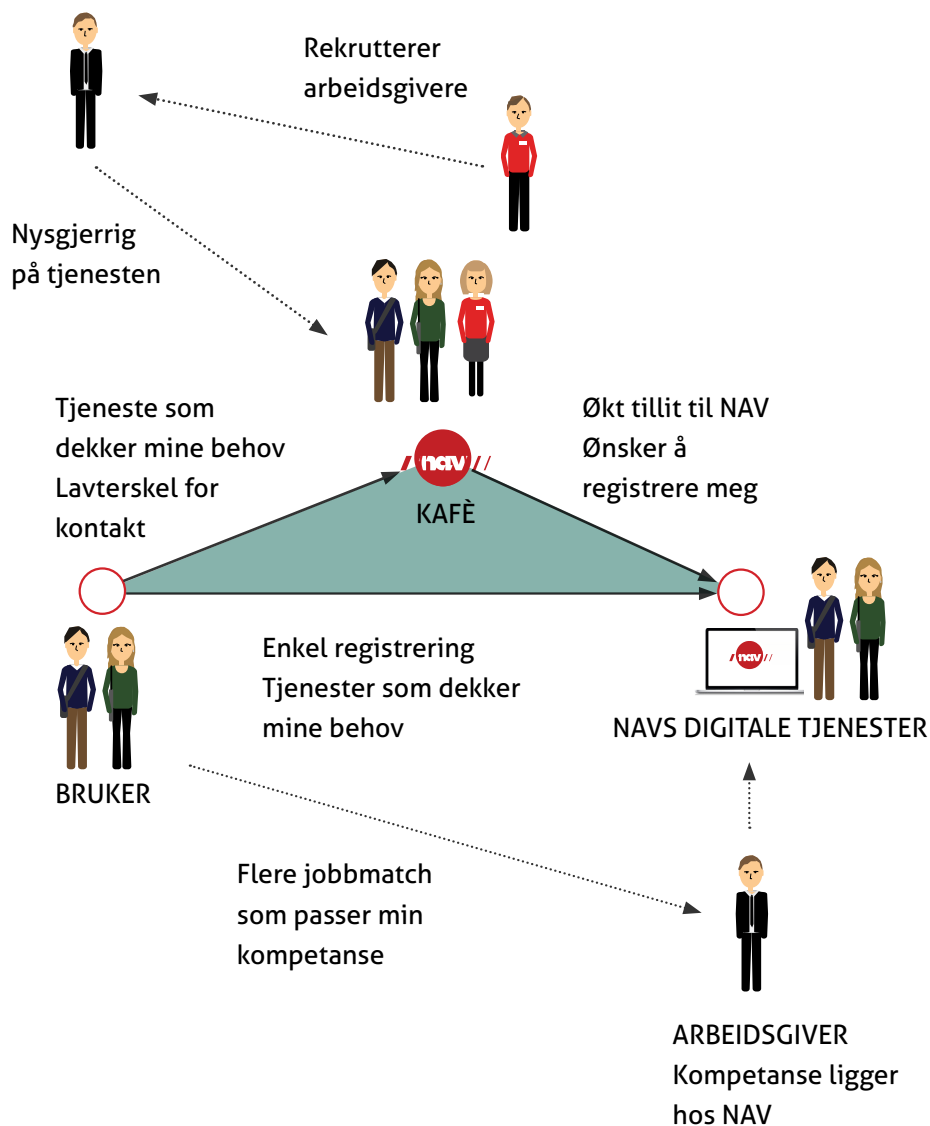 Rekrutterer
arbeidsgivere
Nysgjerrig
på tjenesten
Tjeneste som
dekker mine behov
Lavterskel for
kontakt
Økt tillit til NAV
Ønsker å
registrere meg
nav
KAFÈ
Enkel registrering
Tjenester som dekker
mine behov
nav
NAVS DIGITALE TJENESTER
BRUKER
Flere jobbmatch
som passer min
kompetanse
ARBEIDSGIVER
Kompetanse ligger
hos NAV